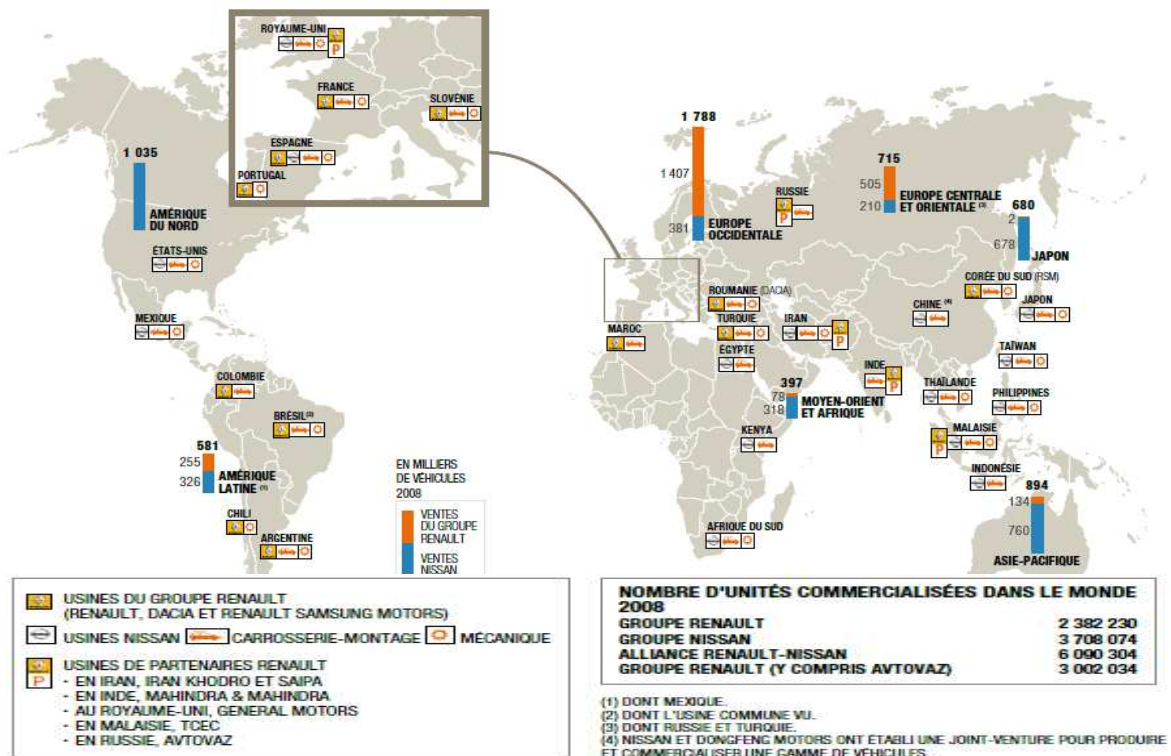 ROYAUME-UNI
P
FRANCE
SLOVÉNIE
ESPAGNE
PORTUGAL
1 035
AMÉRIQUE
DU NORD
ÉTATS-UNIS
MEXIQUE
COLOMBIE
BRÉSIL(2)
581
255
326
AMÉRIQUE
LATINE (1)
CHILI
ARGENTINE
EN MILLIERS
DE VÉHICULES
2008
VENTES
DU GROUPE
RENAULT
VENTES
NISSAN
1 788
1 407
381
EUROPE
OCCIDENTALE
RUSSIE
P
715
505
210
EUROPE CENTRALE
ET ORIENTALE (3)
680
2
678
JAPON
CORÉE DU SUD (RSM)
ROUMANIE (DACIA)
CHINE (4)
JAPON
MAROC
TURQUIE
IRAN
P
ÉGYPTE
INDE
P
TAÏWAN
397
78
318
MOYEN-ORIENT
ET AFRIQUE
THAÏLANDE
PHILIPPINES
KENYA
MALAISIE
P
INDONÉSIE
894
134
760
ASIE-PACIFIQUE
AFRIQUE DU SUD
USINES DU GROUPE RENAULT
(RENAULT, DACIA ET RENAULT SAMSUNG MOTORS)
USINES NISSAN CARROSSERIE-MONTAGE MÉCANIQUE
USINES DE PARTENAIRES RENAULT
P
- EN IRAN, IRAN KHODRO ET SAIPA
- EN INDE, MAHINDRA & MAHINDRA
- AU ROYAUME-UNI, GENERAL MOTORS
- EN MALAISIE, TCEC
- EN RUSSIE, AVTOVAZ
NOMBRE D'UNITÉS COMMERCIALISÉES DANS LE MONDE
2008
GROUPE RENAULT 2 382 230
GROUPE NISSAN 3 708 074
ALLIANCE RENAULT-NISSAN 6 090 304
GROUPE RENAULT (Y COMPRIS AVTOVAZ) 3 002 034
(1) DONT MEXIQUE.
(2) DONT L'USINE COMMUNE VU.
(3) DONT RUSSIE ET TURQUIE.
(4) NISSAN ET DONGFENG MOTORS ONT ÉTABLI UNE JOINT-VENTURE POUR PRODUIRE
ET COMMERCIALISER UNE GAMME DE VÉHICULES.